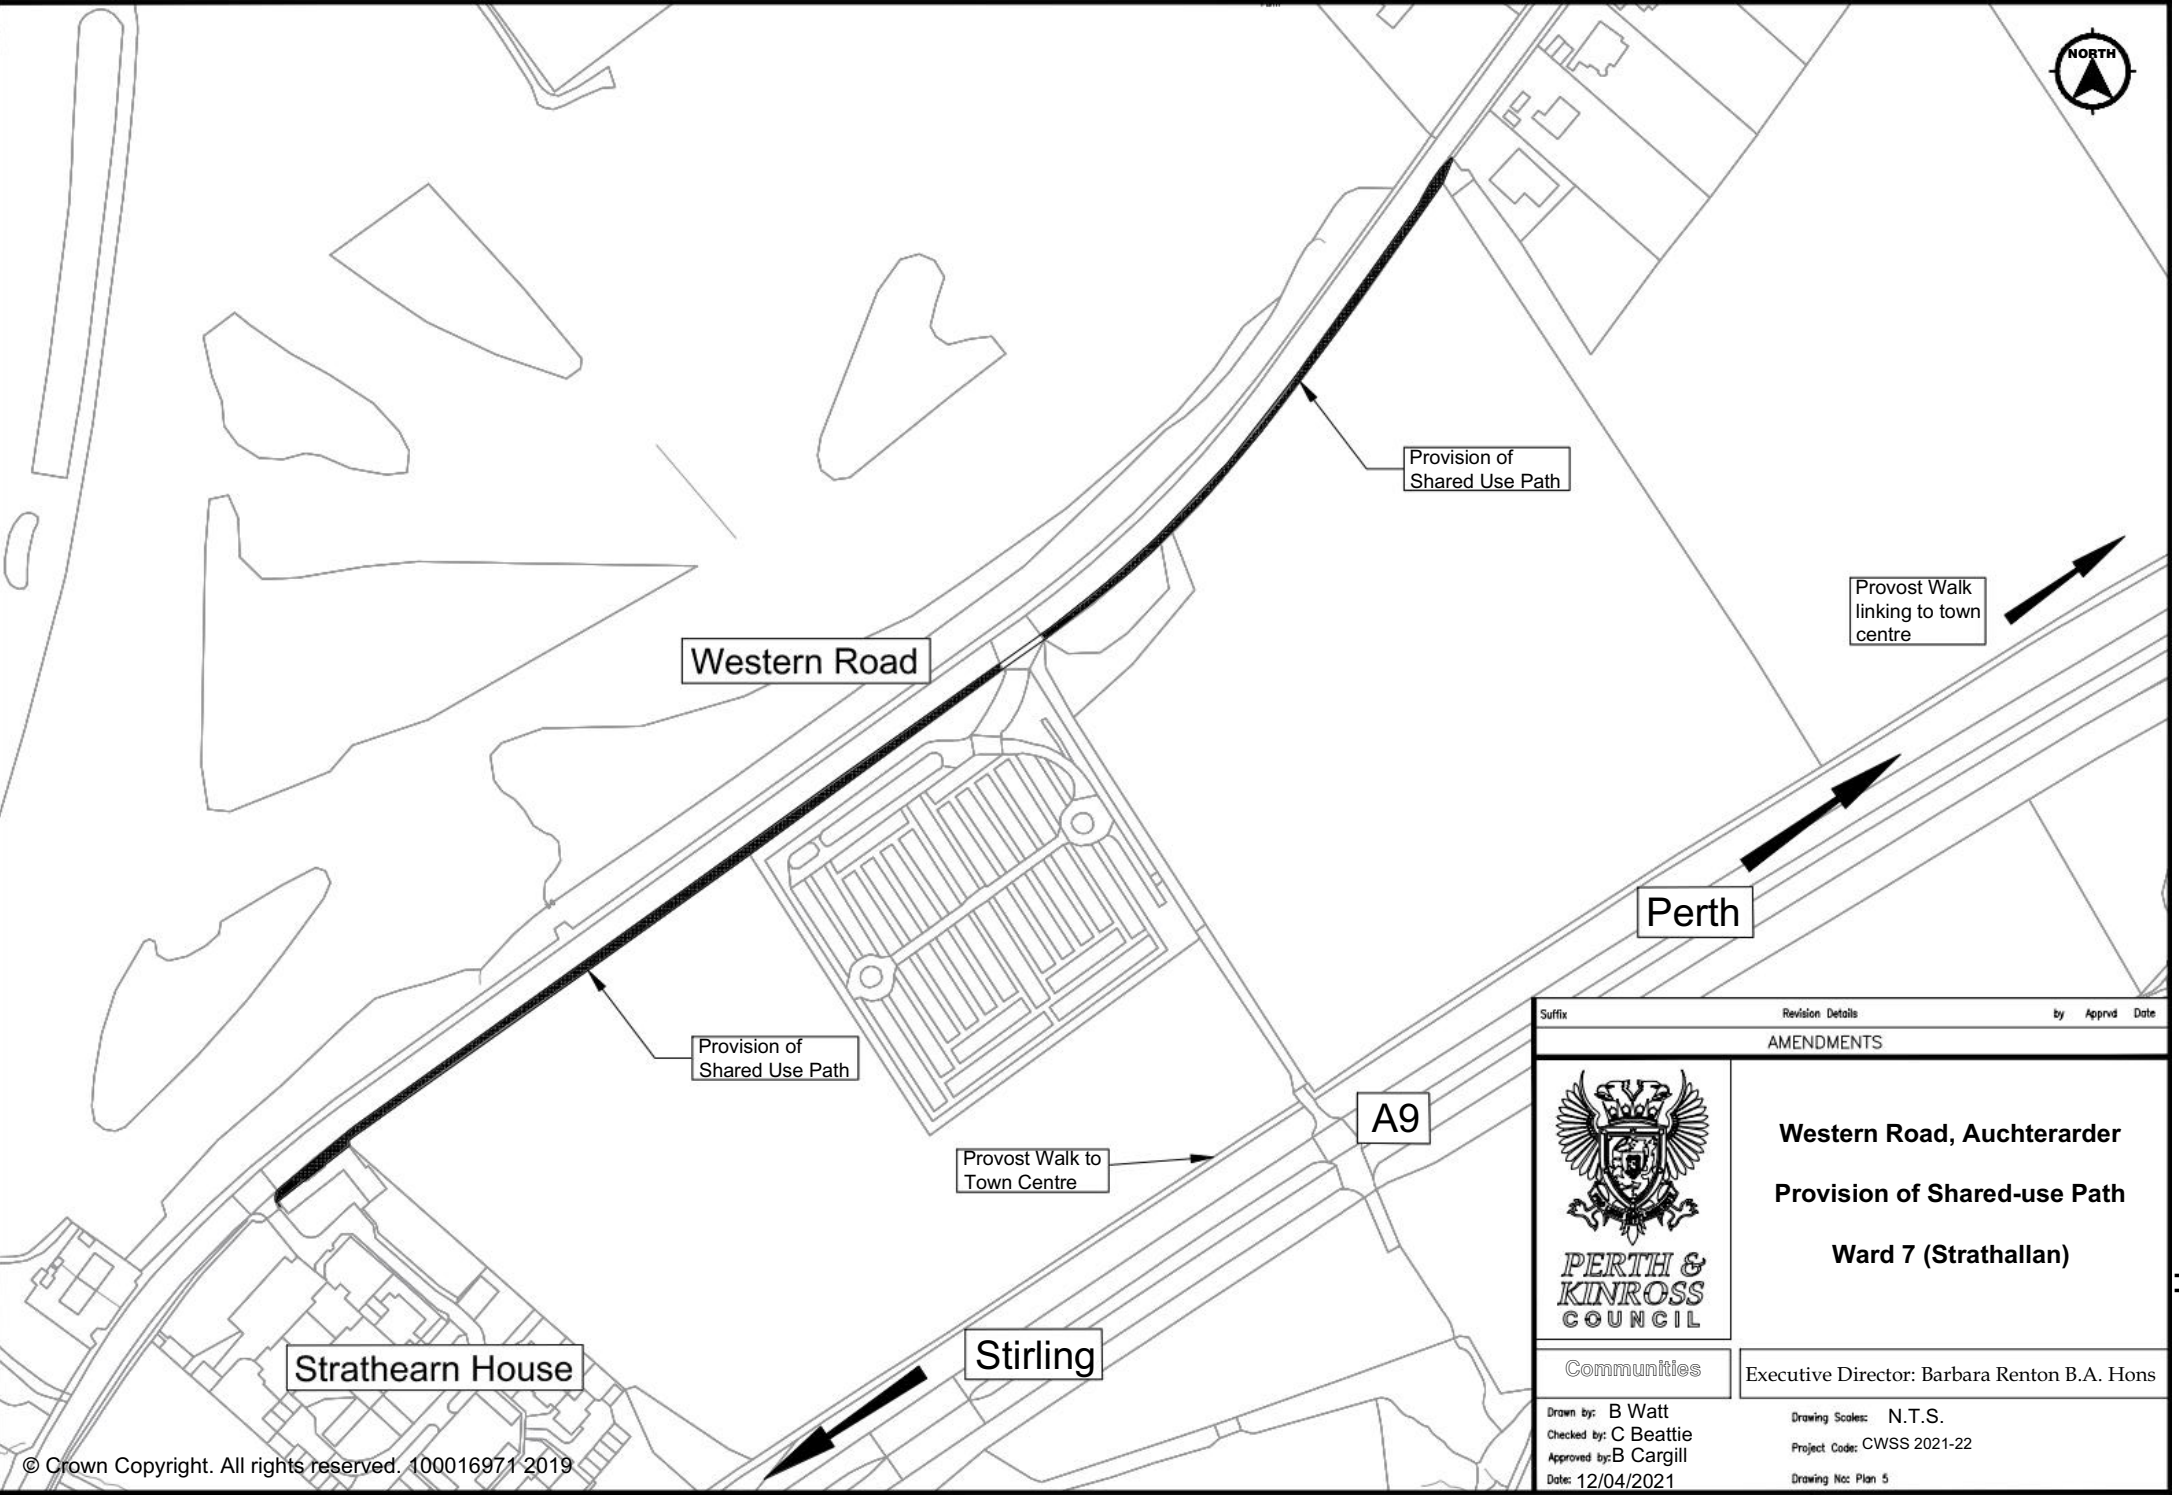 NORTH
Provision of
Shared Use Path
Provost Walk
linking to town
centre
Western Road
Perth
Provision of
Shared Use Path
A9
Provost Walk to
Town Centre
Stirling
Strathearn House
© Crown Copyright. All rights reserved. 100016971 2019
Suffix Revision Details by Apprvd Date
AMENDMENTS
Western Road, Auchterarder
Provision of Shared-use Path
Ward 7 (Strathallan)
PERTH &
KINROSS
COUNCIL
Communities
Executive Director: Barbara Renton B.A. Hons
Drawn by: B Watt
Checked by: C Beattie
Approved by: B Cargill
Date: 12/04/2021
Drawing Scales: N.T.S.
Project Code: CWSS 2021-22
Drawing No: Plan 5